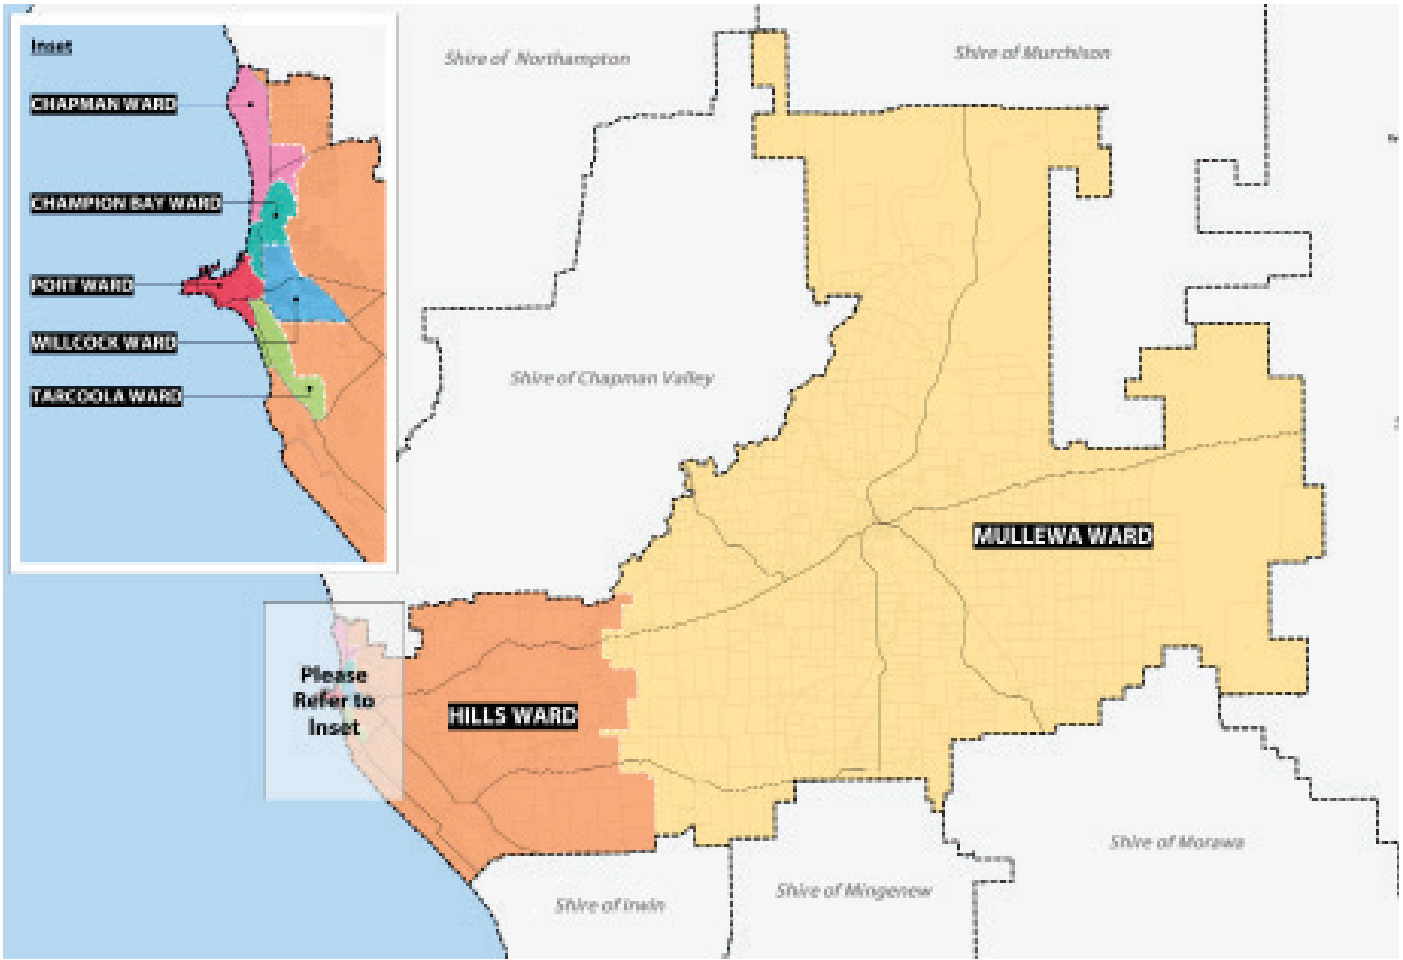 Inset
CHAPMAN WARD
CHAMPION BAY WARD
PORT WARD
WILLCOCK WARD
TARCOOLA WARD
Shire of Northampton
Shire of Murchison
Shire of Chapman Valley
MULLEWA WARD
Please
Refer to
Inset
HILLS WARD
Shire of Morawa
Shire of Mingenew
Shire of Irwin